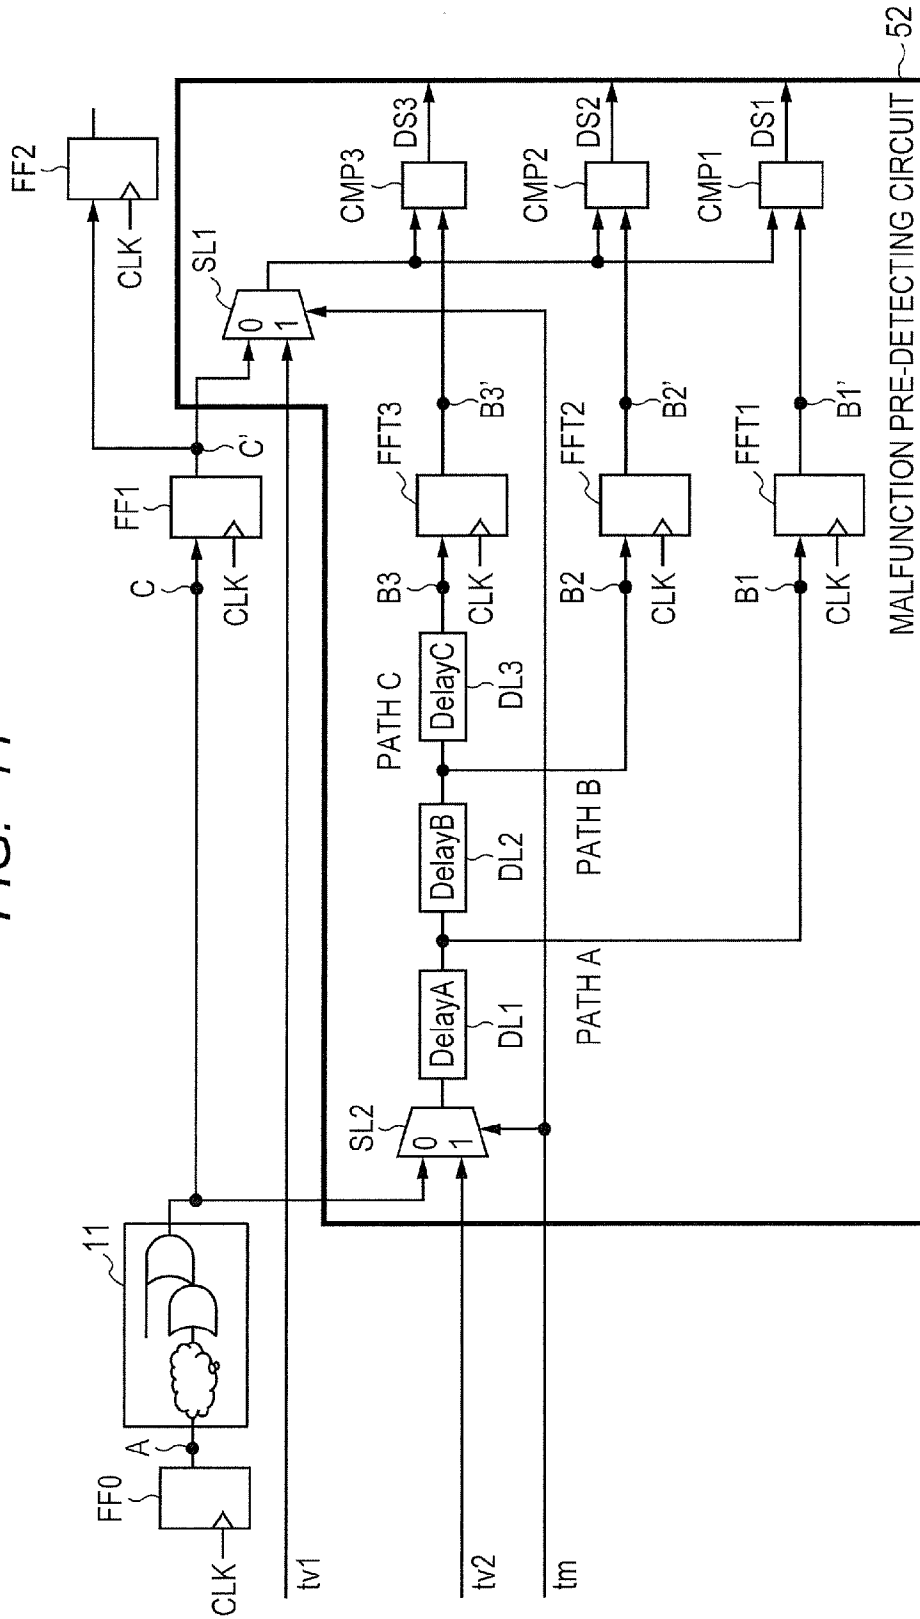 FF2
CLK
52
DS3
DS2
DS1
CMP3
CMP2
CMP1
SL1
0
1
C'
FF1
C
CLK
FFT3
B3'
B3
CLK
FFT2
B2'
B2
CLK
FFT1
B1'
B1
CLK
MALFUNCTION PRE-DETECTING CIRCUIT
PATH C
DelayC
DL3
DelayB
DL2
PATH B
DelayA
DL1
PATH A
SL2
0
1
11
A
FF0
CLK
tv1
tv2
tm